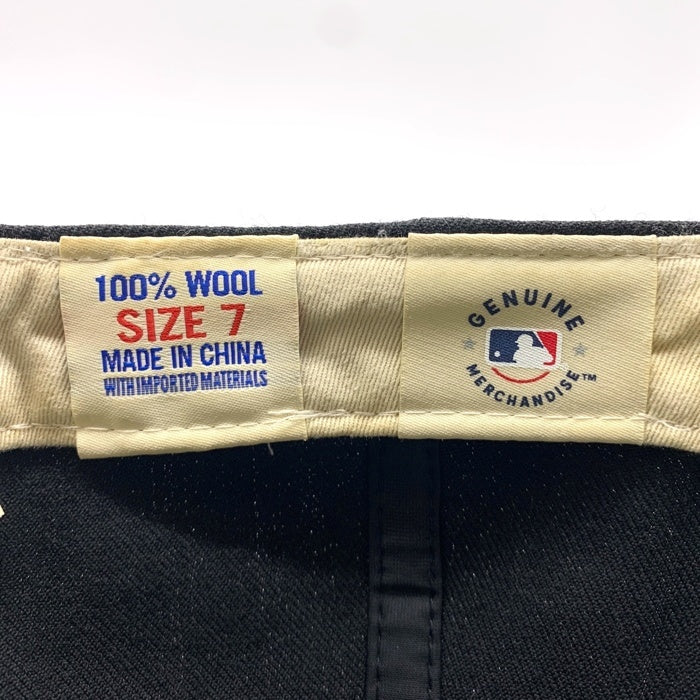 100% WOOL
SIZE 7
MADE IN CHINA
WITH IMPORTED MATERIALS
GENUINE
MERCHANDISE™